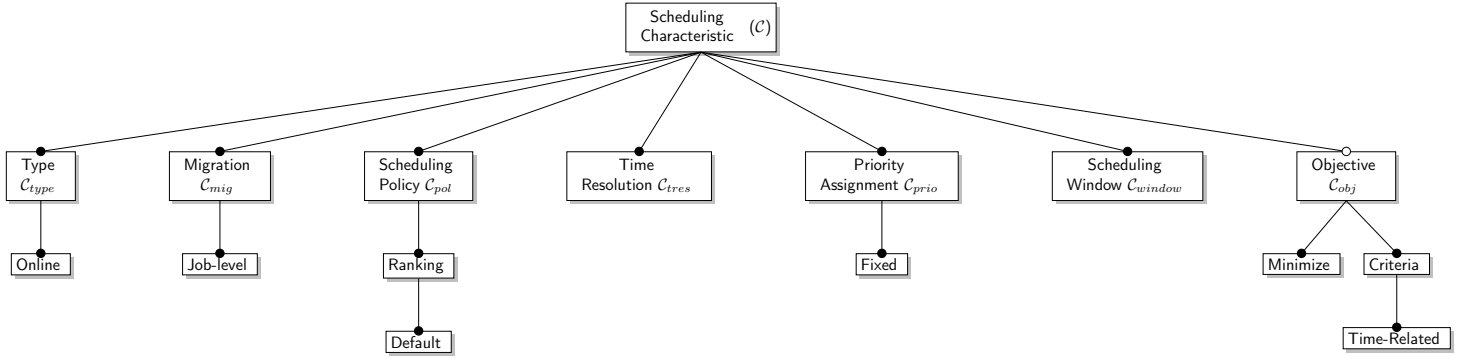 Scheduling
Characteristic (𝒞)
Type
𝒞type
Migration
𝒞mig
Scheduling
Policy 𝒞pol
Time
Resolution 𝒞tres
Priority
Assignment 𝒞prio
Scheduling
Window 𝒞window
Objective
𝒞obj
Online
Job-level
Ranking
Fixed
Minimize
Criteria
Default
Time-Related